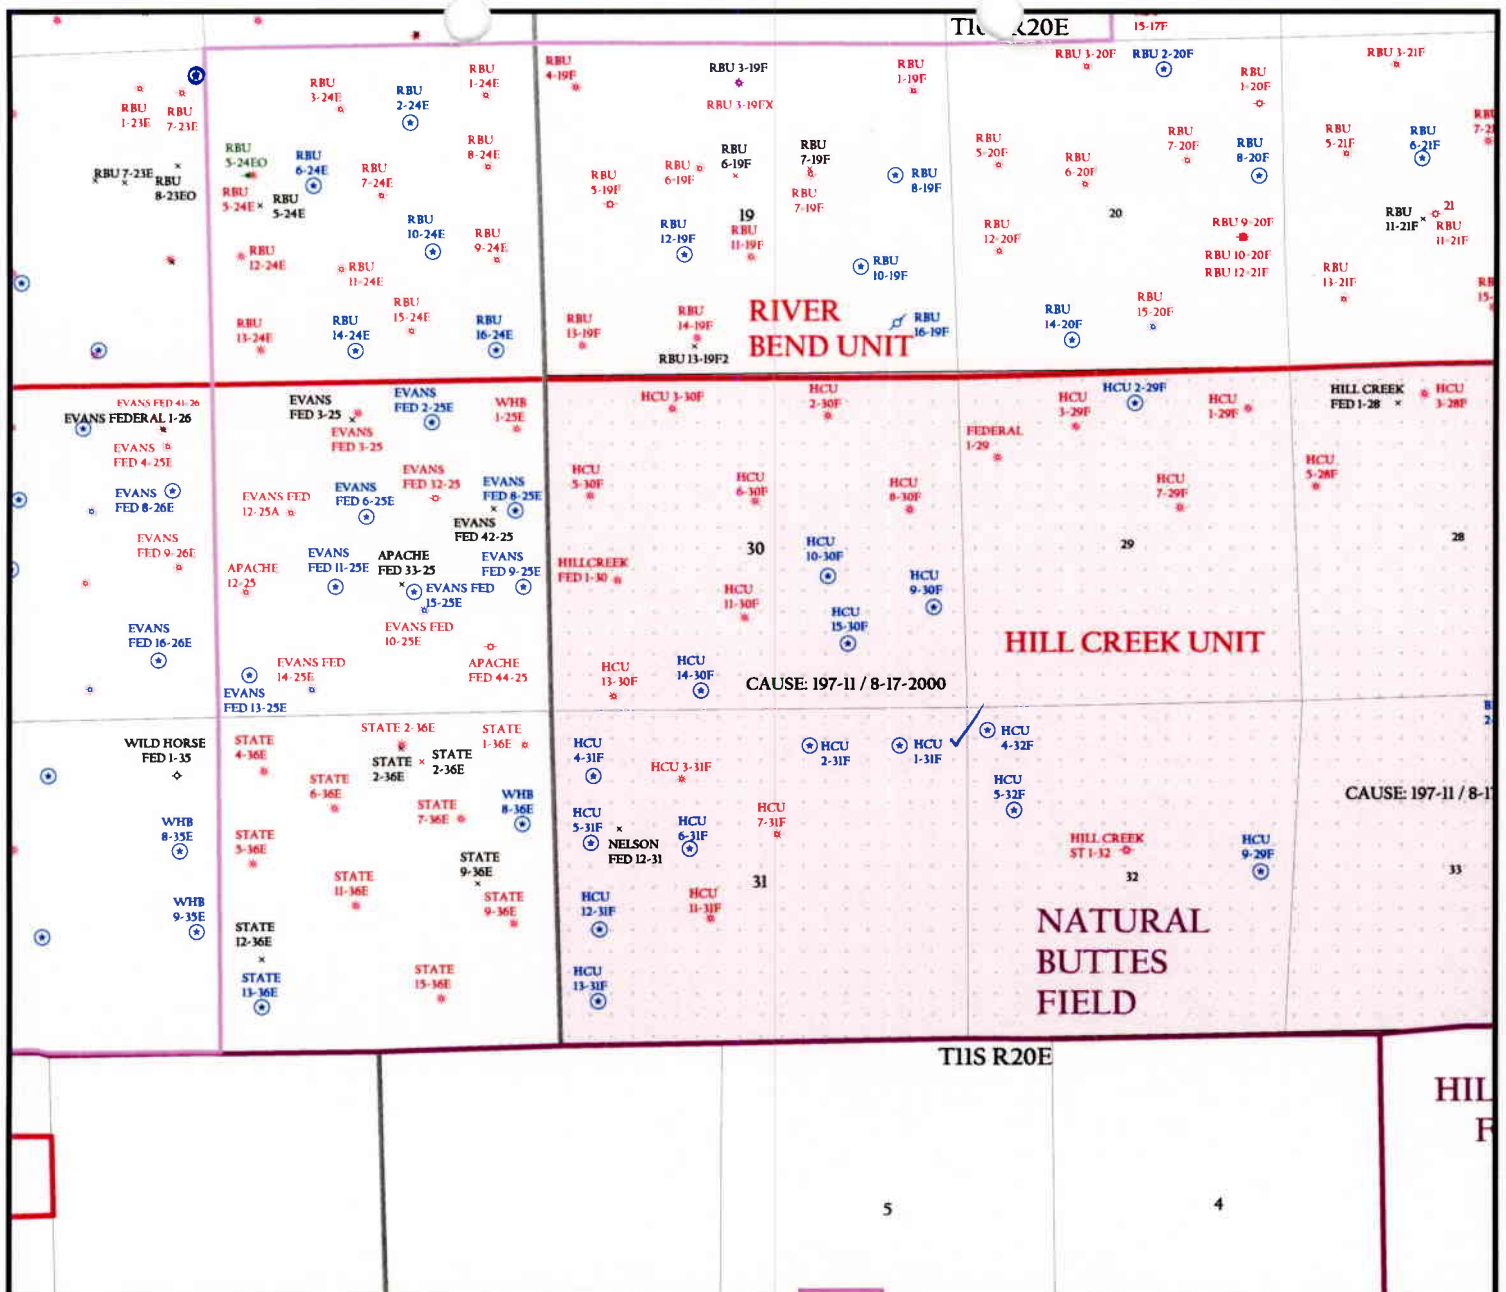 T10 R20E
15-17F
RBU
1-23E
RBU
7-23E
RBU 7-23E
RBU
8-23EO
RBU
3-24E
RBU
2-24E
RBU
1-24E
RBU
5-24EO
RBU
6-24E
RBU
7-24E
RBU
8-24E
RBU
5-24E
RBU
5-24E
RBU
10-24E
RBU
9-24E
RBU
12-24E
RBU
11-24E
RBU
15-24E
RBU
13-24E
RBU
14-24E
RBU
16-24E
RBU
4-19F
RBU 3-19F
RBU 3-19FX
RBU
1-19F
RBU
6-19F
RBU
6-19F
RBU
7-19F
RBU
7-19F
RBU
8-19F
RBU
5-19F
19
RBU
12-19F
RBU
11-19F
RBU
10-19F
RBU
13-19F
RBU
14-19F
RBU 13-19F2
RBU
16-19F
RIVER
BEND UNIT
RBU 3-20F
RBU 2-20F
RBU
1-20F
RBU
5-20F
RBU
6-20F
RBU
7-20F
RBU
8-20F
20
RBU
12-20F
RBU 9-20F
RBU 10-20F
RBU 12-21F
RBU
14-20F
RBU
15-20F
RBU 3-21F
RBU
5-21F
RBU
6-21F
RBU
7-21
RBU
11-21F
21
RBU
11-21F
RBU
13-21F
RB
15-
EVANS FED 41-26
EVANS FEDERAL 1-26
EVANS
FED 4-25E
EVANS
FED 8-26E
EVANS
FED 9-26E
EVANS
FED 16-26E
EVANS
FED 3-25
EVANS
FED 3-25
EVANS
FED 2-25E
WHB
1-25E
EVANS FED
12-25A
EVANS
FED 6-25E
EVANS
FED 32-25
EVANS
FED 8-25E
EVANS
FED 42-25
APACHE
12-25
EVANS
FED 11-25E
APACHE
FED 33-25
EVANS FED
15-25E
EVANS
FED 9-25E
EVANS FED
10-25E
APACHE
FED 44-25
EVANS FED
14-25E
EVANS
FED 13-25E
HCU 3-30F
HCU
2-30F
HCU
5-30F
HCU
6-30F
HCU
8-30F
30
HCU
10-30F
HILLCREEK
FED 1-30
HCU
11-30F
HCU
9-30F
HCU
15-30F
HCU
13-30F
HCU
14-30F
CAUSE: 197-11 / 8-17-2000
HCU
3-29F
HCU 2-29F
HCU
1-29F
FEDERAL
1-29
HCU
7-29F
29
HILL CREEK UNIT
HILL CREEK
FED 1-28
HCU
3-28F
HCU
5-28F
28
WILD HORSE
FED 1-35
WHB
8-35E
WHB
9-35E
STATE
4-36E
STATE 2-36E
STATE
2-36E
STATE
2-36E
STATE
1-36E
STATE
6-36E
STATE
7-36E
WHB
8-36E
STATE
5-36E
STATE
9-36E
STATE
11-36E
STATE
9-36E
STATE
12-36E
STATE
13-36E
STATE
15-36E
HCU
4-31F
HCU 3-31F
HCU
2-31F
HCU
1-31F
HCU
5-31F
NELSON
FED 12-31
HCU
6-31F
HCU
7-31F
31
HCU
12-31F
HCU
11-31F
HCU
13-31F
HCU
4-32F
HCU
5-32F
HILL CREEK
ST 1-32
HCU
9-29F
32
CAUSE: 197-11 / 8-17
33
NATURAL
BUTTES
FIELD
T11S R20E
HIL
F
5
4